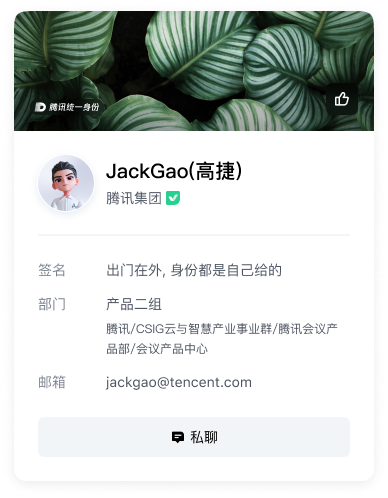 腾讯统一身份
JackGao(高捷)
腾讯集团
签名 出门在外, 身份都是自己给的
部门 产品二组
腾讯/CSIG云与智慧产业事业群/腾讯会议产
品部/会议产品中心
邮箱 jackgao@tencent.com
私聊